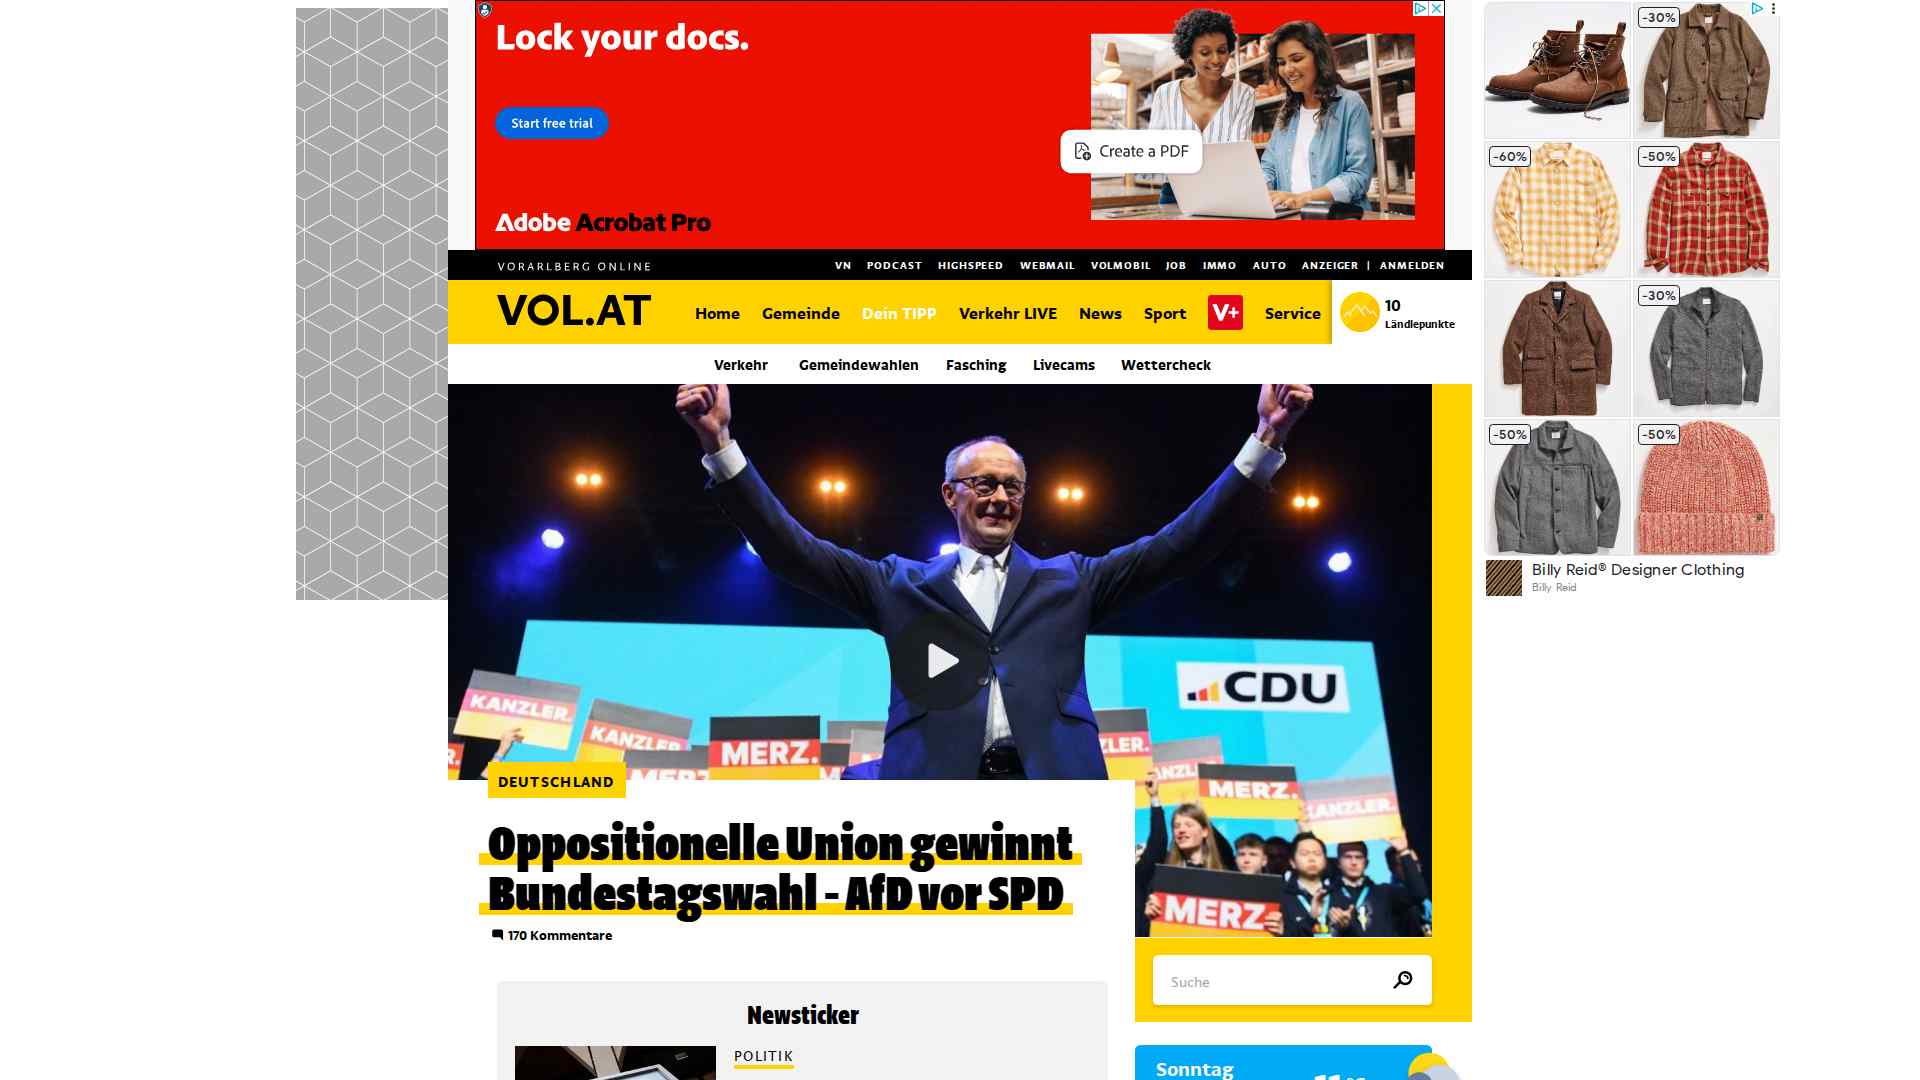 Lock your docs.
Start free trial
Create a PDF
Adobe Acrobat Pro
-30%
-60%
-50%
-30%
-50%
-50%
Billy Reid® Designer Clothing
Billy Reid
VORARLBERG ONLINE
VN PODCAST HIGHSPEED WEBMAIL VOLMOBIL JOB IMMO AUTO ANZEIGER | ANMELDEN
VOL.AT
Home Gemeinde Dein TIPP Verkehr LIVE News Sport V+ Service
10
Ländlepunkte
Verkehr Gemeindewahlen Fasching Livecams Wettercheck
CDU
KANZLER.
KANZLER.
MERZ.
MERZ.
MERZ.
KANZLER.
MERZ.
DEUTSCHLAND
Oppositionelle Union gewinnt
Bundestagswahl - AfD vor SPD
170 Kommentare
Suche
Newsticker
POLITIK
Sonntag